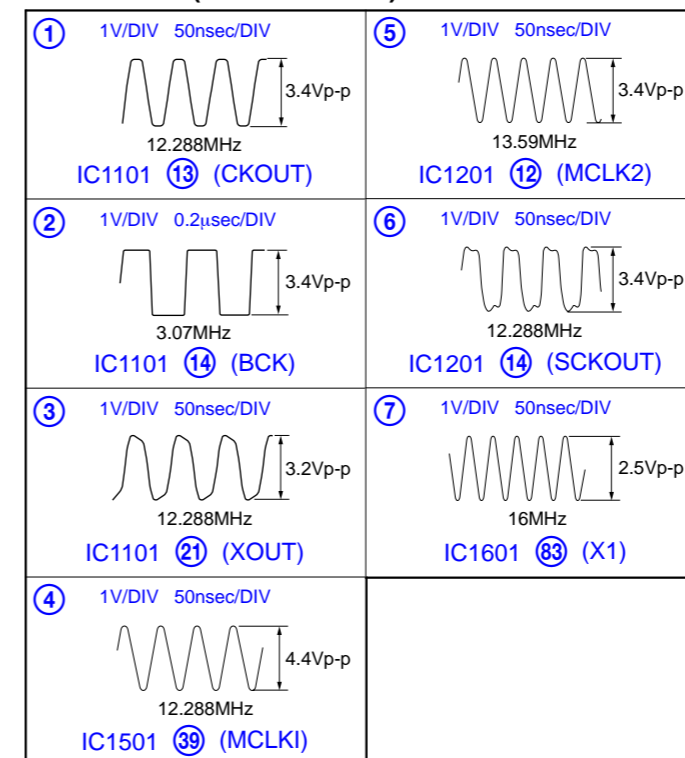 ① 1V/DIV 50nsec/DIV
3.4Vp-p
12.288MHz
IC1101 ⑬ (CKOUT)
② 1V/DIV 0.2μsec/DIV
3.4Vp-p
3.07MHz
IC1101 ⑭ (BCK)
③ 1V/DIV 50nsec/DIV
3.2Vp-p
12.288MHz
IC1101 ㉑ (XOUT)
④ 1V/DIV 50nsec/DIV
4.4Vp-p
12.288MHz
IC1501 ㊴ (MCLKI)
⑤ 1V/DIV 50nsec/DIV
3.4Vp-p
13.59MHz
IC1201 ⑫ (MCLK2)
⑥ 1V/DIV 50nsec/DIV
3.4Vp-p
12.288MHz
IC1201 ⑭ (SCKOUT)
⑦ 1V/DIV 50nsec/DIV
2.5Vp-p
16MHz
IC1601 83 (X1)